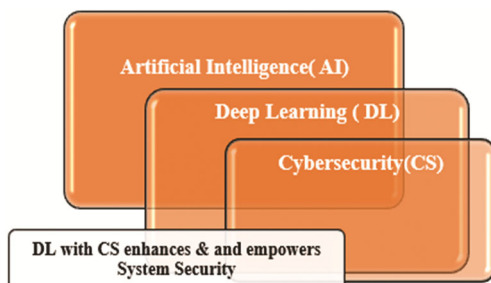 Artificial Intelligence( AI)
Deep Learning ( DL)
Cybersecurity(CS)
DL with CS enhances & and empowers
System Security